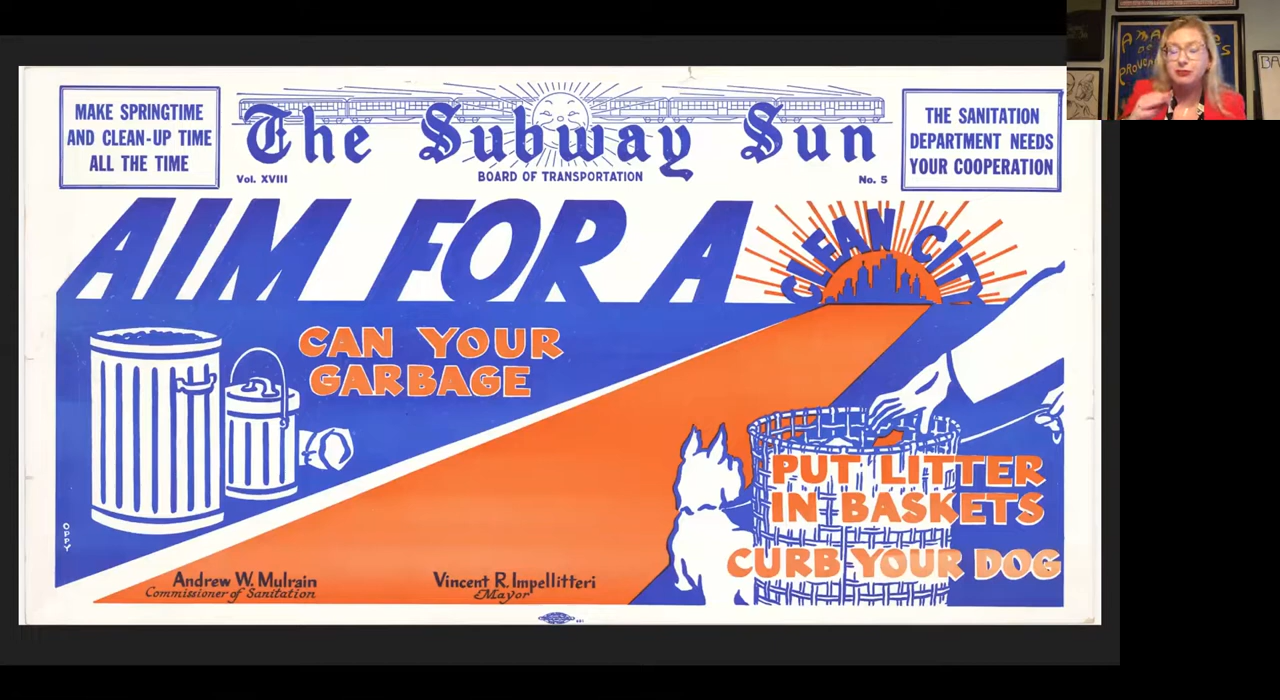 MAKE SPRINGTIME
AND CLEAN-UP TIME
ALL THE TIME
The Subway Sun
Vol. XVIII
BOARD OF TRANSPORTATION
No. 5
THE SANITATION
DEPARTMENT NEEDS
YOUR COOPERATION
AIM FOR A
CLEAN CITY
CAN YOUR
GARBAGE
PUT LITTER
IN BASKETS
CURB YOUR DOG
OPPY
Andrew W. Mulrain
Commissioner of Sanitation
Vincent R. Impellitteri
Mayor